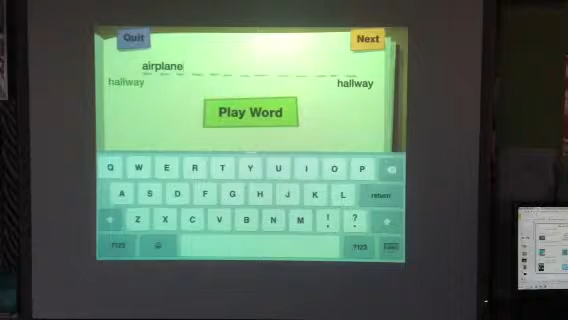 Quit
Next
airplane
hallway
hallway
Play Word
Q W E R T Y U I O P
A S D F G H J K L return
Z X C V B N M ! ?
?123 ?123